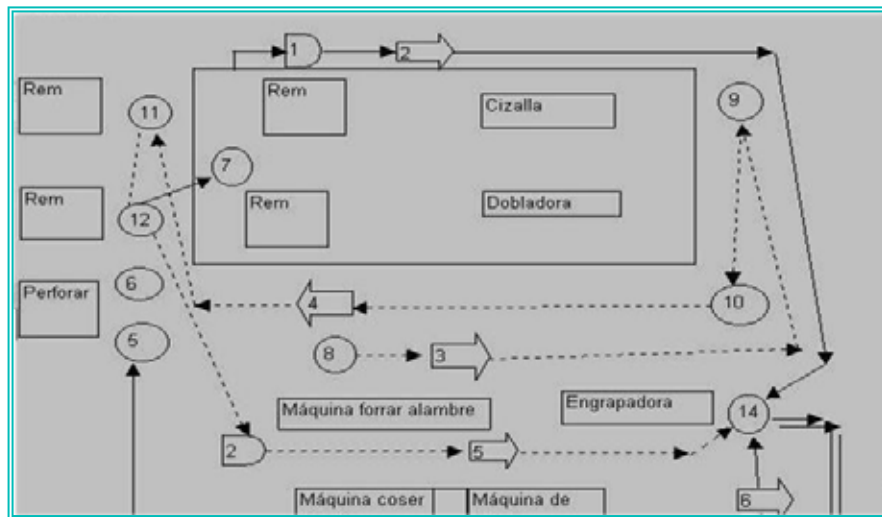 1
2
Rem
11
Rem
Cizalla
9
7
Rem
12
Rem
Dobladora
6
Perforar
4
10
5
8
3
Máquina forrar alambre
Engrapadora
14
2
5
Máquina coser
Máquina de
6